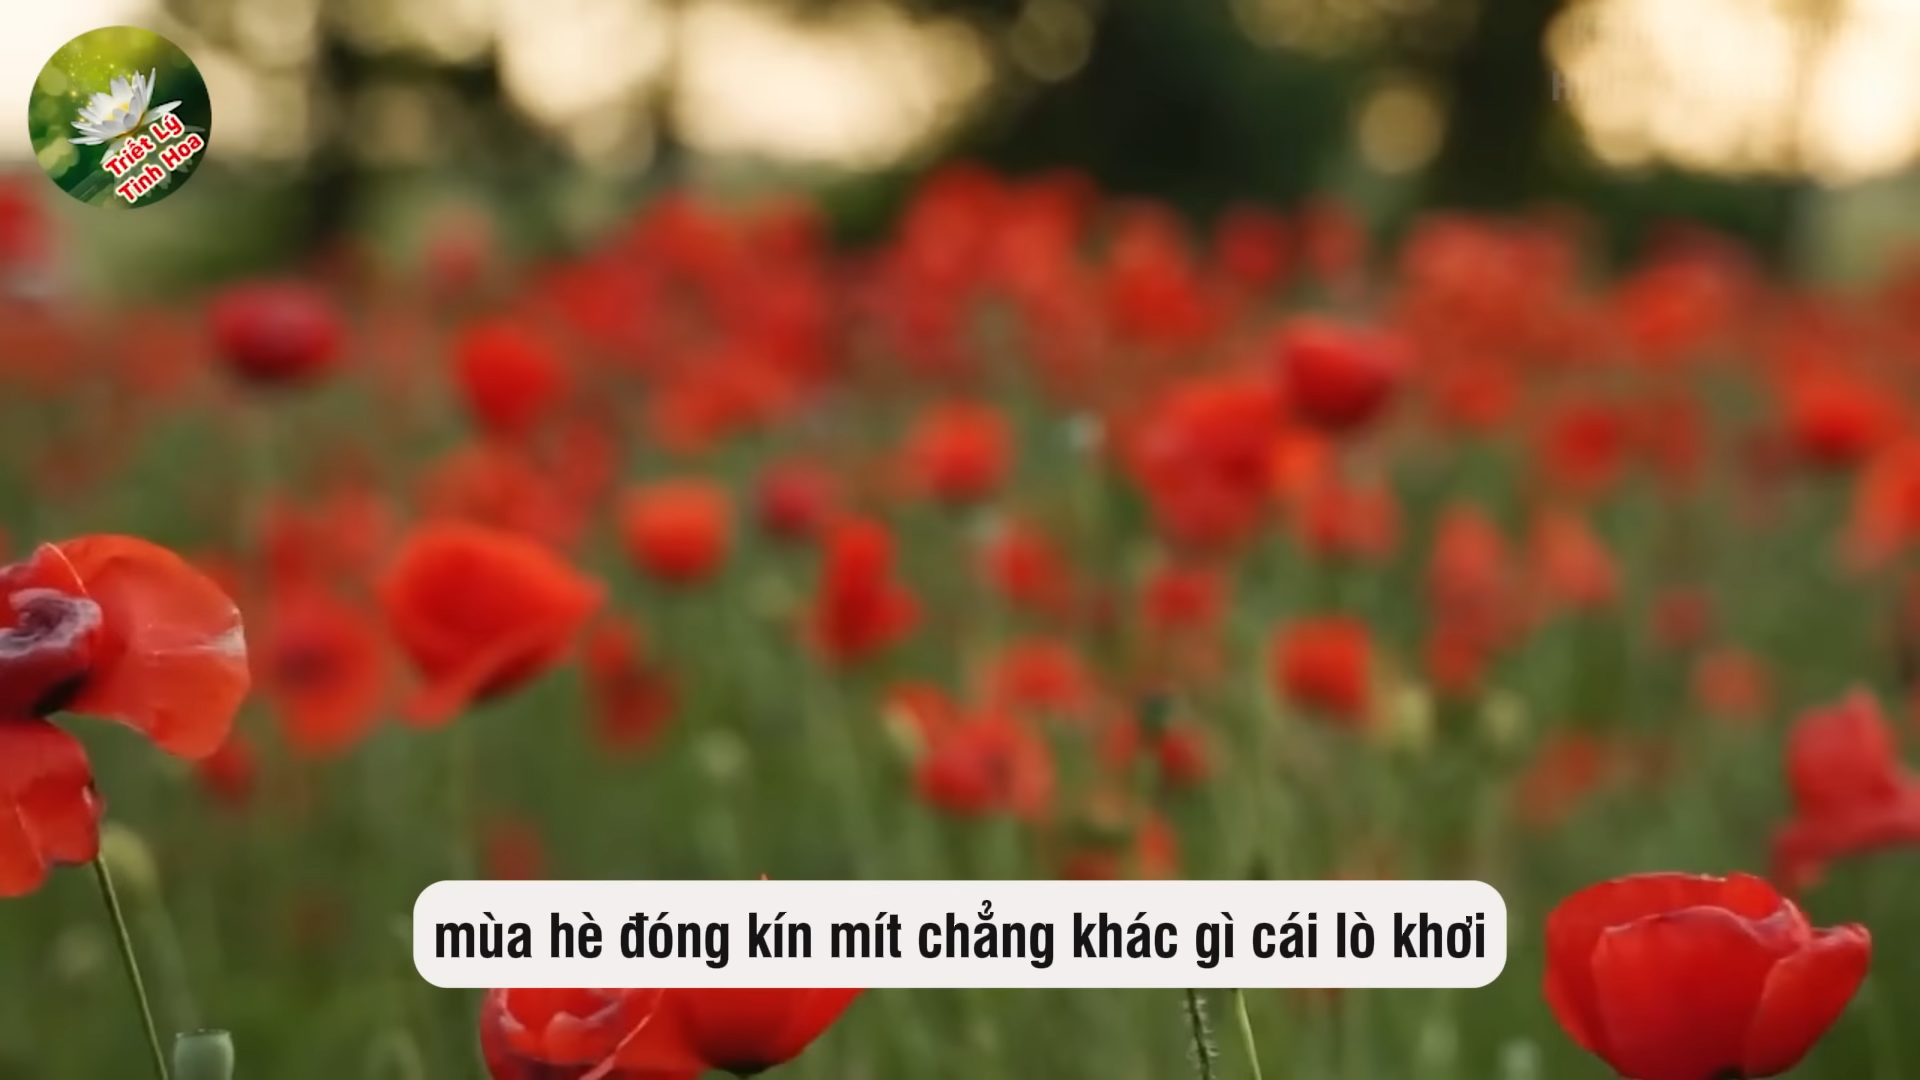 Triết Lý
Tinh Hoa
mùa hè đóng kín mít chẳng khác gì cái lò khơi